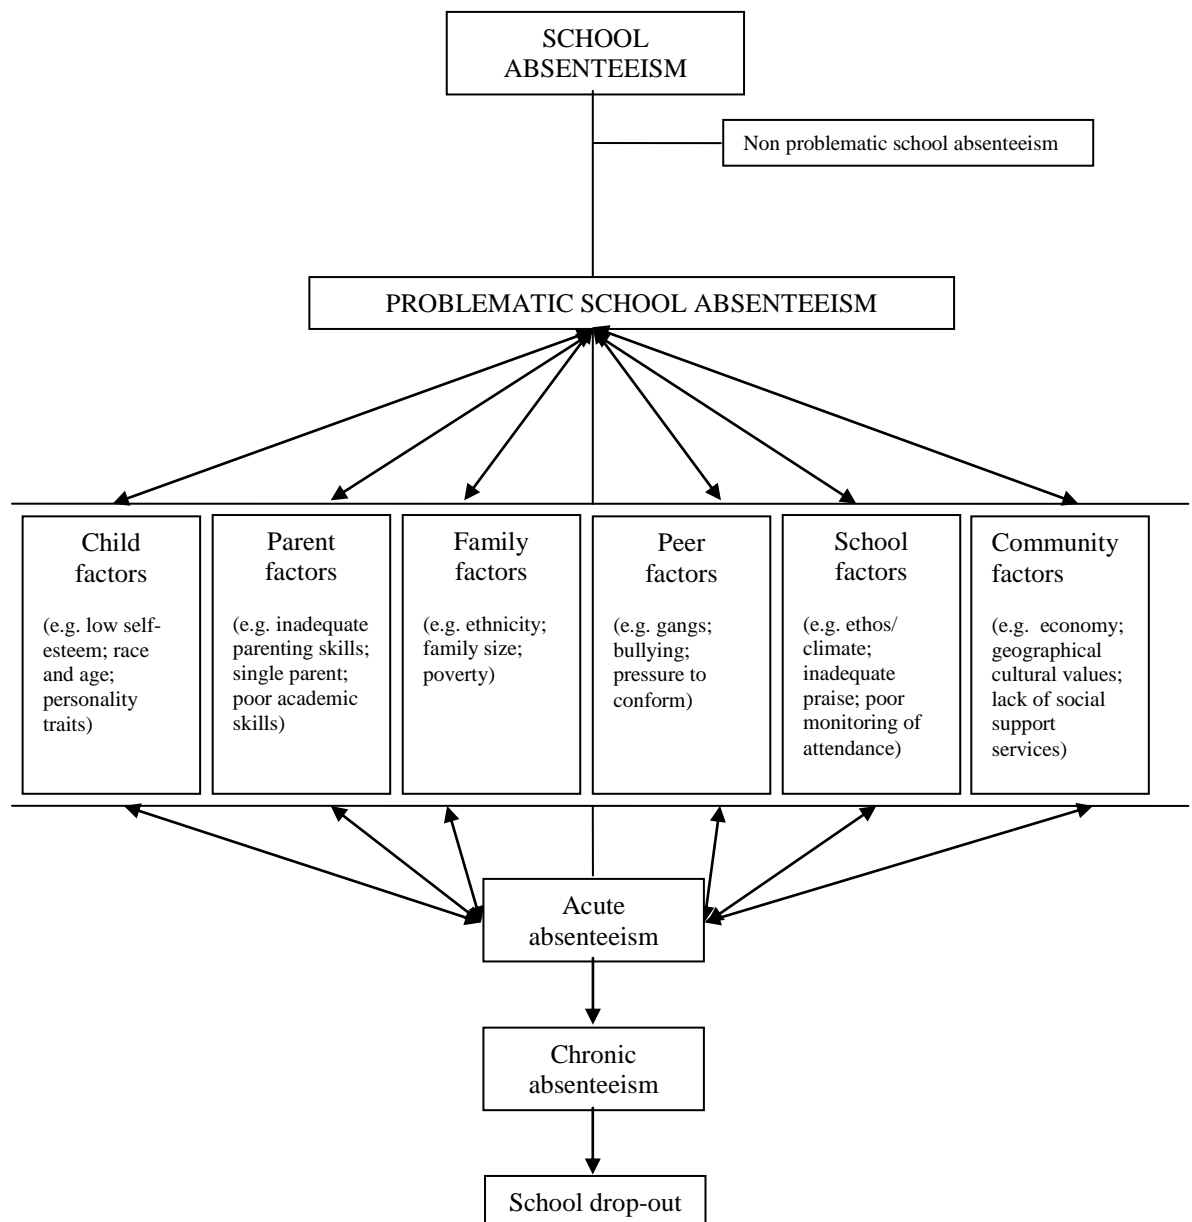 SCHOOL
ABSENTEEISM
Non problematic school absenteeism
PROBLEMATIC SCHOOL ABSENTEEISM
Child
factors
(e.g. low self-
esteem; race
and age;
personality
traits)
Parent
factors
(e.g. inadequate
parenting skills;
single parent;
poor academic
skills)
Family
factors
(e.g. ethnicity;
family size;
poverty)
Peer
factors
(e.g. gangs;
bullying;
pressure to
conform)
School
factors
(e.g. ethos/
climate;
inadequate
praise; poor
monitoring of
attendance)
Community
factors
(e.g. economy;
geographical
cultural values;
lack of social
support
services)
Acute
absenteeism
Chronic
absenteeism
School drop-out